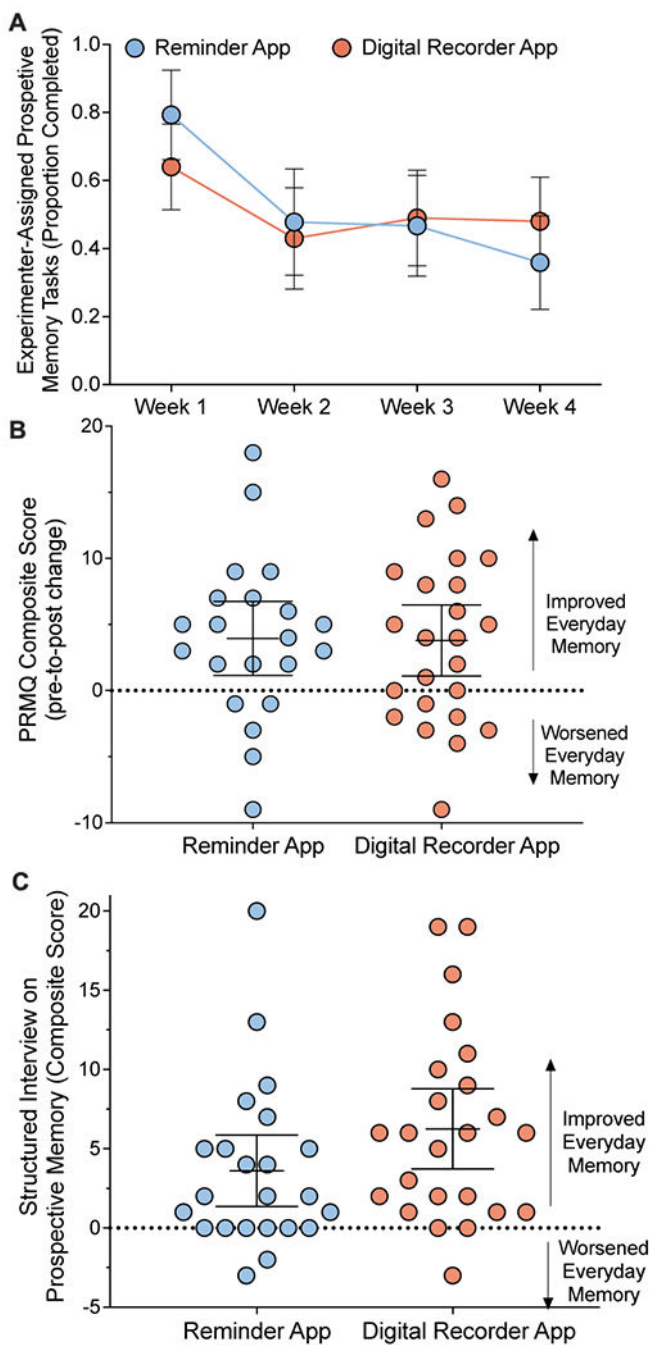 A
Reminder App
Digital Recorder App
Experimenter-Assigned Prospetive
Memory Tasks (Proportion Completed)
1.0
0.8
0.6
0.4
0.2
0.0
Week 1
Week 2
Week 3
Week 4
B
PRMQ Composite Score
(pre-to-post change)
20
10
0
-10
Improved
Everyday
Memory
Worsened
Everyday
Memory
Reminder App
Digital Recorder App
C
Structured Interview on
Prospective Memory (Composite Score)
20
15
10
5
0
-5
Improved
Everyday
Memory
Worsened
Everyday
Memory
Reminder App
Digital Recorder App